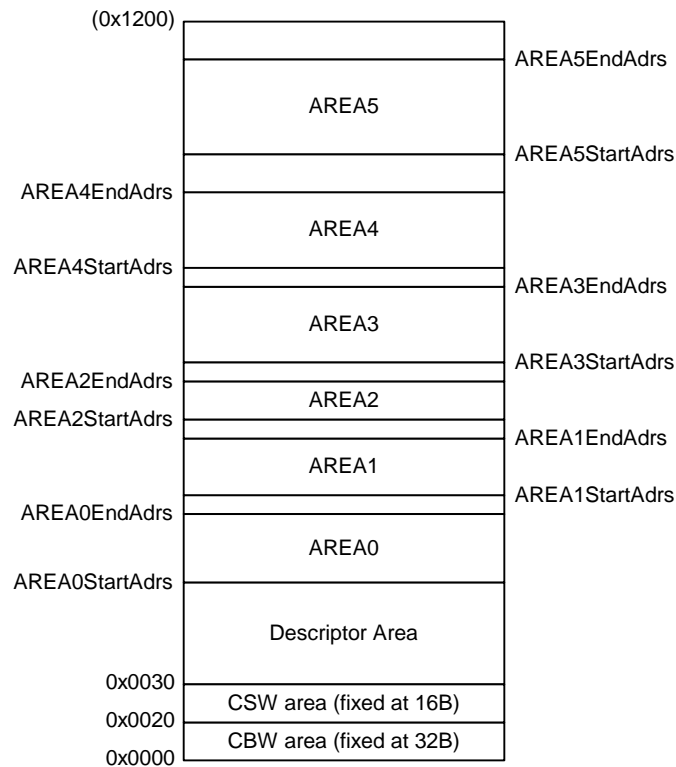 (0x1200)
AREA5EndAdrs
AREA5
AREA5StartAdrs
AREA4EndAdrs
AREA4
AREA4StartAdrs
AREA3EndAdrs
AREA3
AREA3StartAdrs
AREA2EndAdrs
AREA2
AREA2StartAdrs
AREA1EndAdrs
AREA1
AREA1StartAdrs
AREA0EndAdrs
AREA0
AREA0StartAdrs
Descriptor Area
0x0030
CSW area (fixed at 16B)
0x0020
CBW area (fixed at 32B)
0x0000